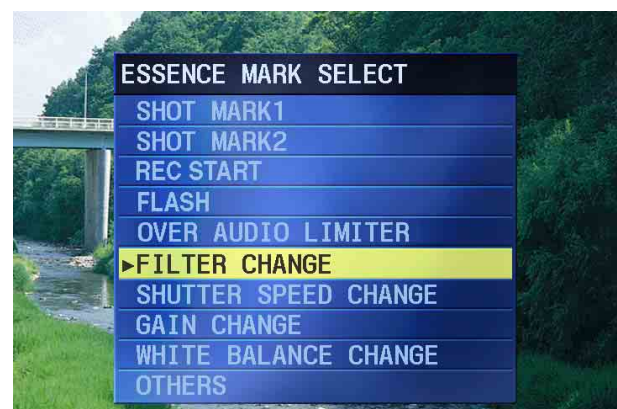 ESSENCE MARK SELECT
SHOT MARK1
SHOT MARK2
REC START
FLASH
OVER AUDIO LIMITER
▶FILTER CHANGE
SHUTTER SPEED CHANGE
GAIN CHANGE
WHITE BALANCE CHANGE
OTHERS